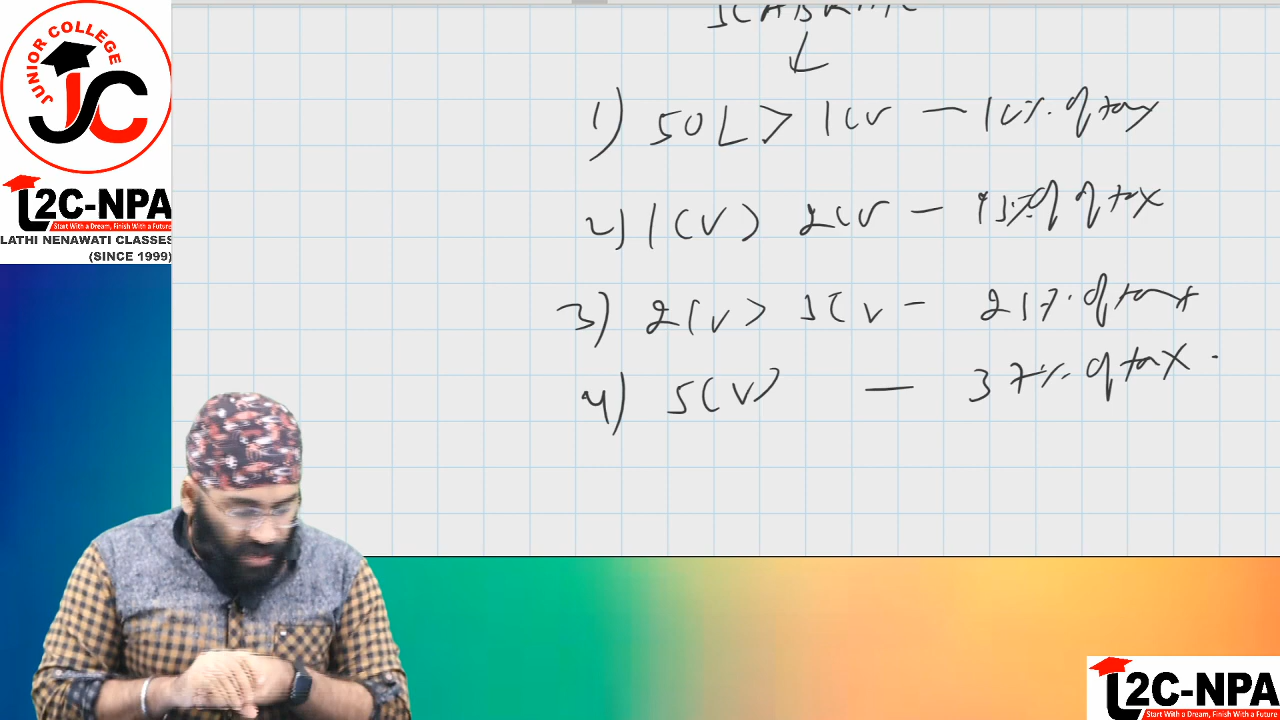 JUNIOR COLLEGE
JC
L2C-NPA
Start With a Dream, Finish With a Future
LATHI NENAWATI CLASSES
(SINCE 1999)
1) 50L > 1Cr — 10% of tax
2) 1Cr > 2Cr — 15% of tax
3) 2Cr > 5Cr — 25% of tax
4) 5Cr> — 37% of tax
L2C-NPA
Start With a Dream, Finish With a Future